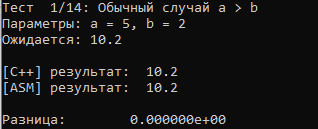 Тест  1/14: Обычный случай a > b
Параметры: a = 5, b = 2
Ожидается: 10.2
[C++] результат:  10.2
[ASM] результат:  10.2
Разница:        0.000000e+00